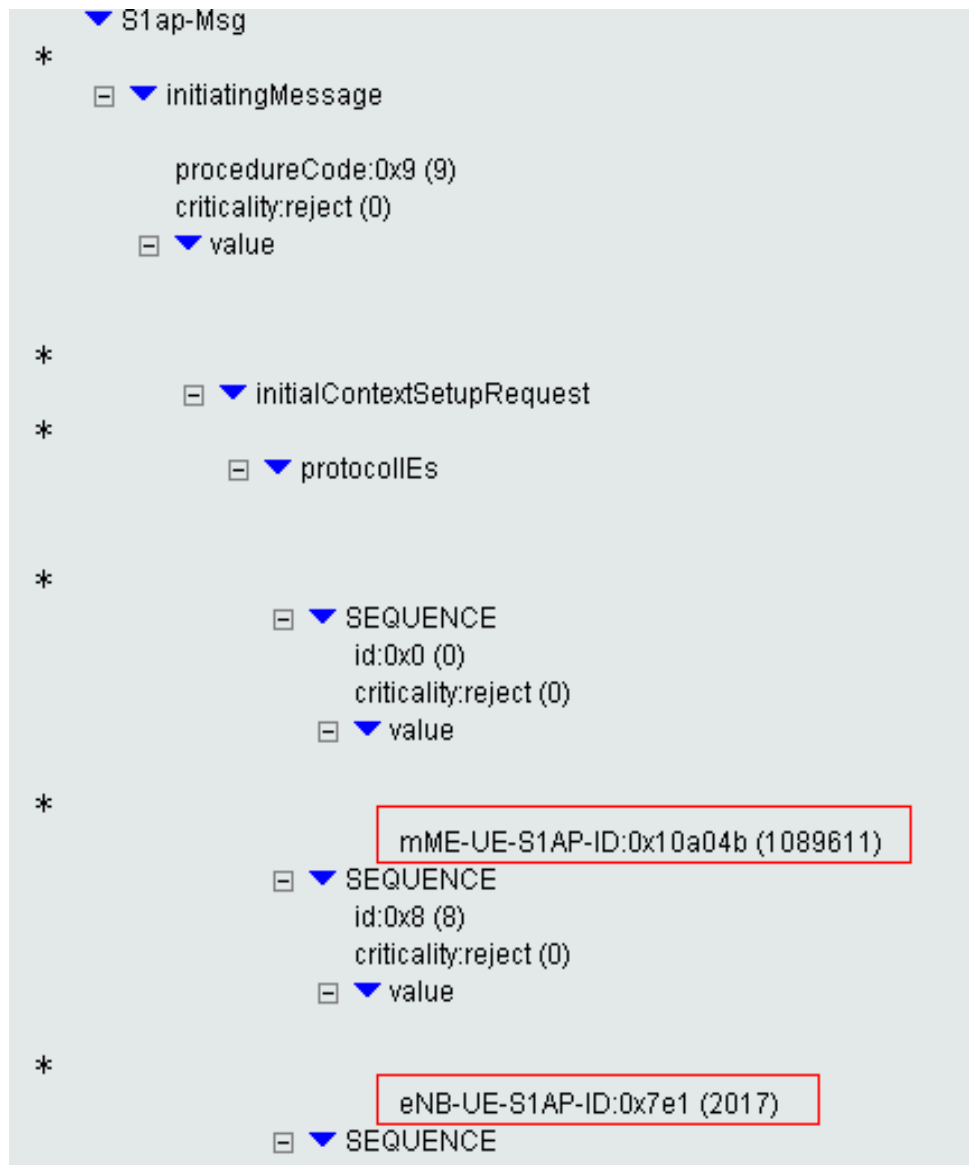 S1ap-Msg
*
initiatingMessage
procedureCode:0x9 (9)
criticality:reject (0)
value
*
initialContextSetupRequest
*
protocolIEs
*
SEQUENCE
id:0x0 (0)
criticality:reject (0)
value
*
mME-UE-S1AP-ID:0x10a04b (1089611)
SEQUENCE
id:0x8 (8)
criticality:reject (0)
value
*
eNB-UE-S1AP-ID:0x7e1 (2017)
SEQUENCE